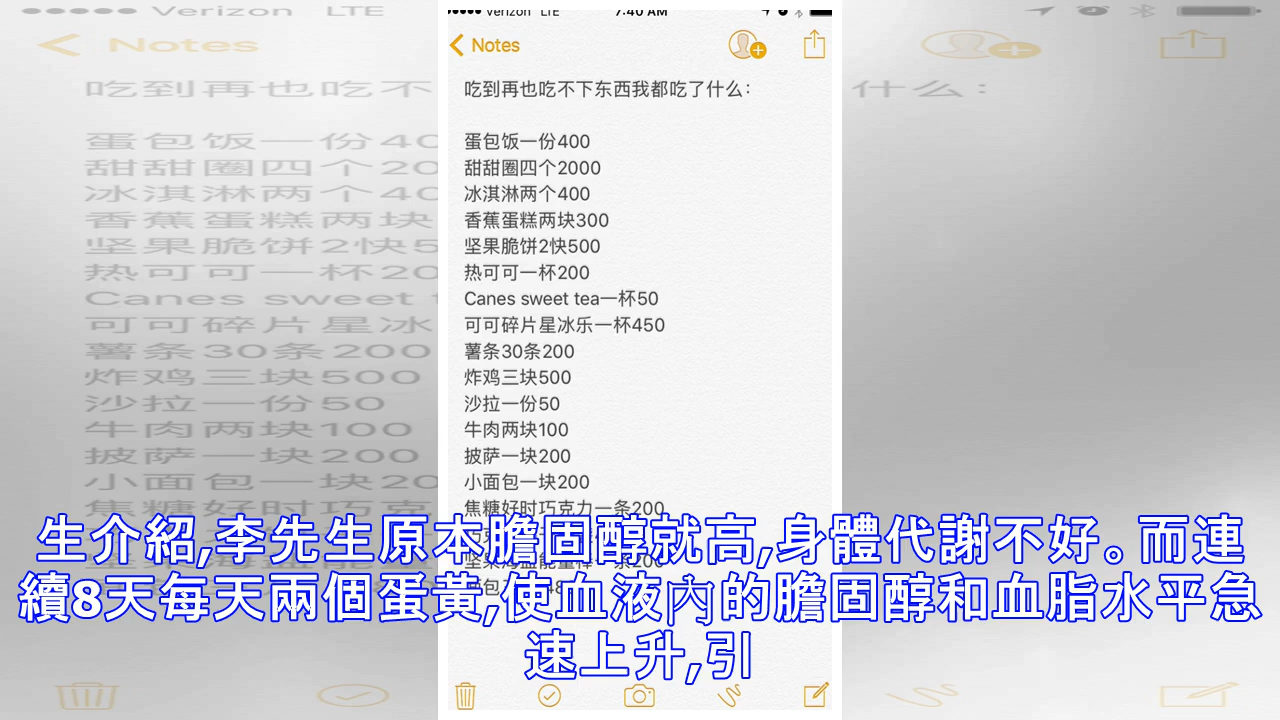 Verizon LTE
7:40 AM
Notes
吃到再也吃不下东西我都吃了什么：
蛋包饭一份400
甜甜圈四个2000
冰淇淋两个400
香蕉蛋糕两块300
坚果脆饼2快500
热可可一杯200
Canes sweet tea一杯50
可可碎片星冰乐一杯450
薯条30条200
炸鸡三块500
沙拉一份50
牛肉两块100
披萨一块200
小面包一块200
焦糖好时巧克力一条200
生介紹,李先生原本膽固醇就高,身體代謝不好。而連
續8天每天兩個蛋黄,使血液內的膽固醇和血脂水平急
速上升,引